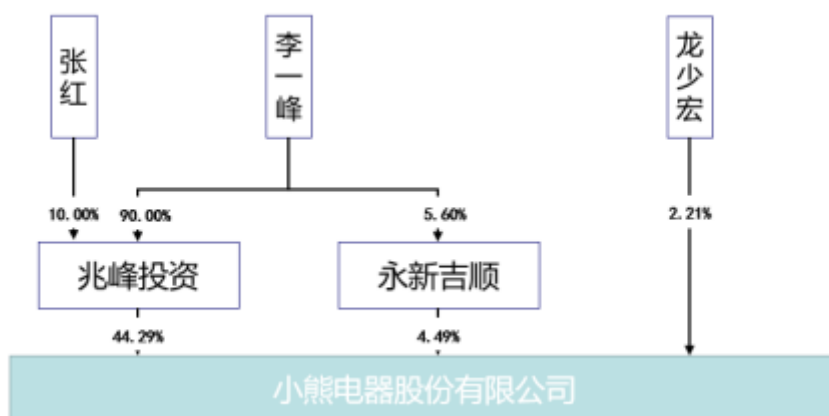 张红
李一峰
龙少宏
10.00%
90.00%
5.60%
2.21%
兆峰投资
永新吉顺
44.29%
4.49%
小熊电器股份有限公司